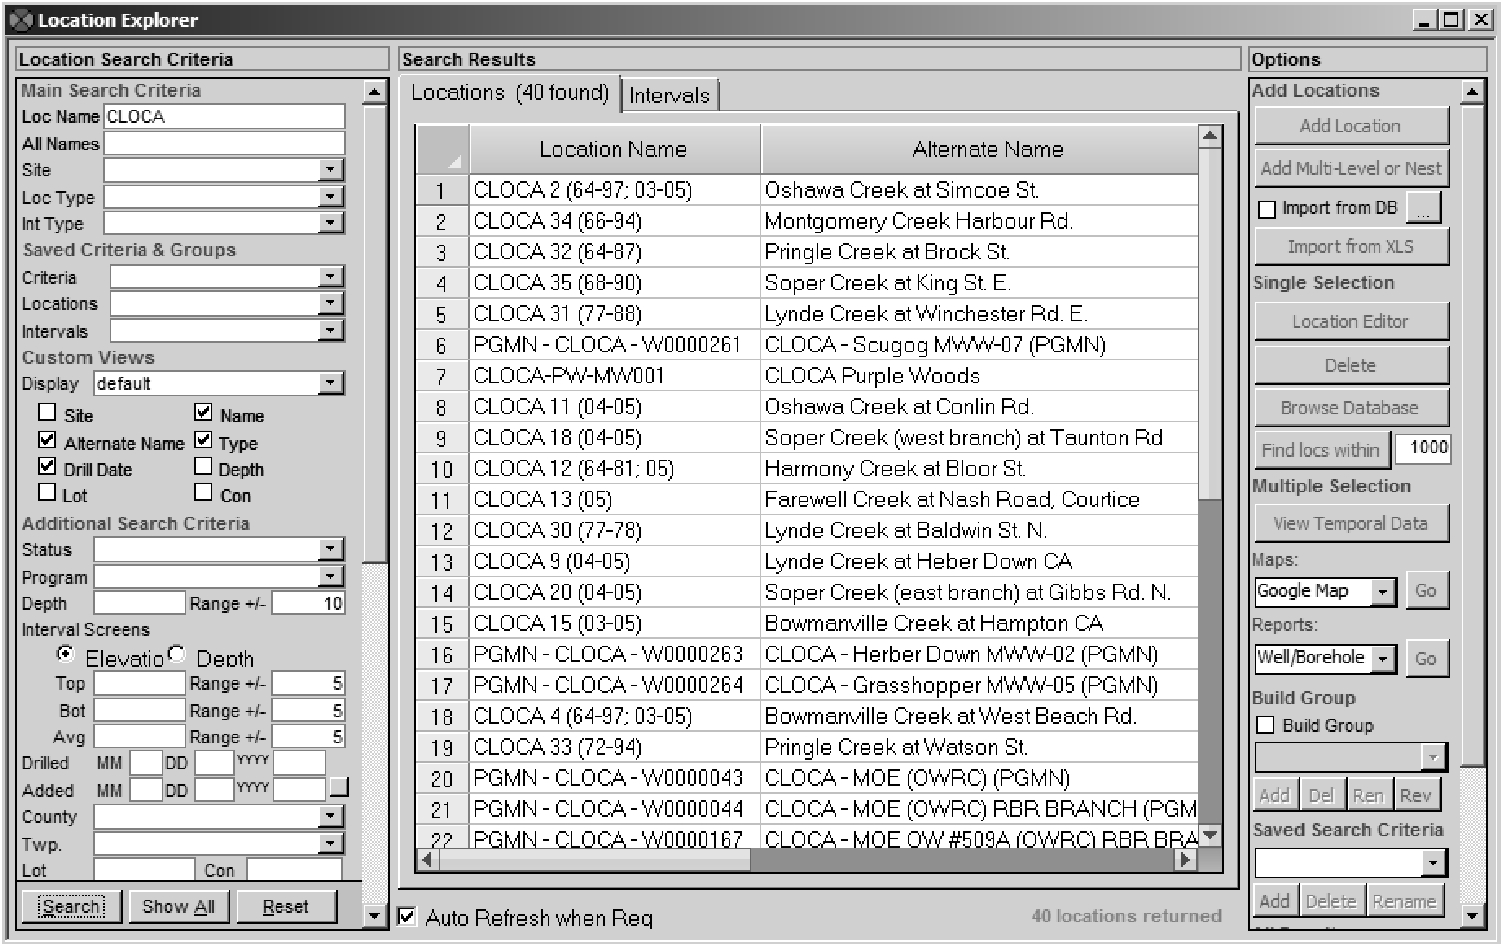 Location Explorer
Location Search Criteria
Main Search Criteria
Loc Name CLOCA
All Names
Site
Loc Type
Int Type
Saved Criteria & Groups
Criteria
Locations
Intervals
Custom Views
Display default
Site Name
Alternate Name Type
Drill Date Depth
Lot Con
Additional Search Criteria
Status
Program
Depth Range +/- 10
Interval Screens
Elevatio Depth
Top Range +/- 5
Bot Range +/- 5
Avg Range +/- 5
Drilled MM DD YYYY
Added MM DD YYYY
County
Twp.
Lot Con
Search Show All Reset
Search Results
Locations (40 found) Intervals
Location Name Alternate Name
1 CLOCA 2 (64-97; 03-05) Oshawa Creek at Simcoe St.
2 CLOCA 34 (66-94) Montgomery Creek Harbour Rd.
3 CLOCA 32 (64-87) Pringle Creek at Brock St.
4 CLOCA 35 (68-90) Soper Creek at King St. E.
5 CLOCA 31 (77-88) Lynde Creek at Winchester Rd. E.
6 PGMN - CLOCA - W0000261 CLOCA - Scugog MWW-07 (PGMN)
7 CLOCA-PW-MW001 CLOCA Purple Woods
8 CLOCA 11 (04-05) Oshawa Creek at Conlin Rd.
9 CLOCA 18 (04-05) Soper Creek (west branch) at Taunton Rd
10 CLOCA 12 (64-81; 05) Harmony Creek at Bloor St.
11 CLOCA 13 (05) Farewell Creek at Nash Road, Courtice
12 CLOCA 30 (77-78) Lynde Creek at Baldwin St. N.
13 CLOCA 9 (04-05) Lynde Creek at Heber Down CA
14 CLOCA 20 (04-05) Soper Creek (east branch) at Gibbs Rd. N.
15 CLOCA 15 (03-05) Bowmanville Creek at Hampton CA
16 PGMN - CLOCA - W0000263 CLOCA - Herber Down MWW-02 (PGMN)
17 PGMN - CLOCA - W0000264 CLOCA - Grasshopper MWW-05 (PGMN)
18 CLOCA 4 (64-97; 03-05) Bowmanville Creek at West Beach Rd.
19 CLOCA 33 (72-94) Pringle Creek at Watson St.
20 PGMN - CLOCA - W0000043 CLOCA - MOE (OWRC) (PGMN)
21 PGMN - CLOCA - W0000044 CLOCA - MOE (OWRC) RBR BRANCH (PGM
22 PGMN - CLOCA - W0000167 CLOCA - MOE OW #509A (OWRC) RBR BRA
Auto Refresh when Req 40 locations returned
Options
Add Locations
Add Location
Add Multi-Level or Nest
Import from DB ...
Import from XLS
Single Selection
Location Editor
Delete
Browse Database
Find locs within 1000
Multiple Selection
View Temporal Data
Maps:
Google Map Go
Reports:
Well/Borehole Go
Build Group
Build Group
Add Del Ren Rev
Saved Search Criteria
Add Delete Rename